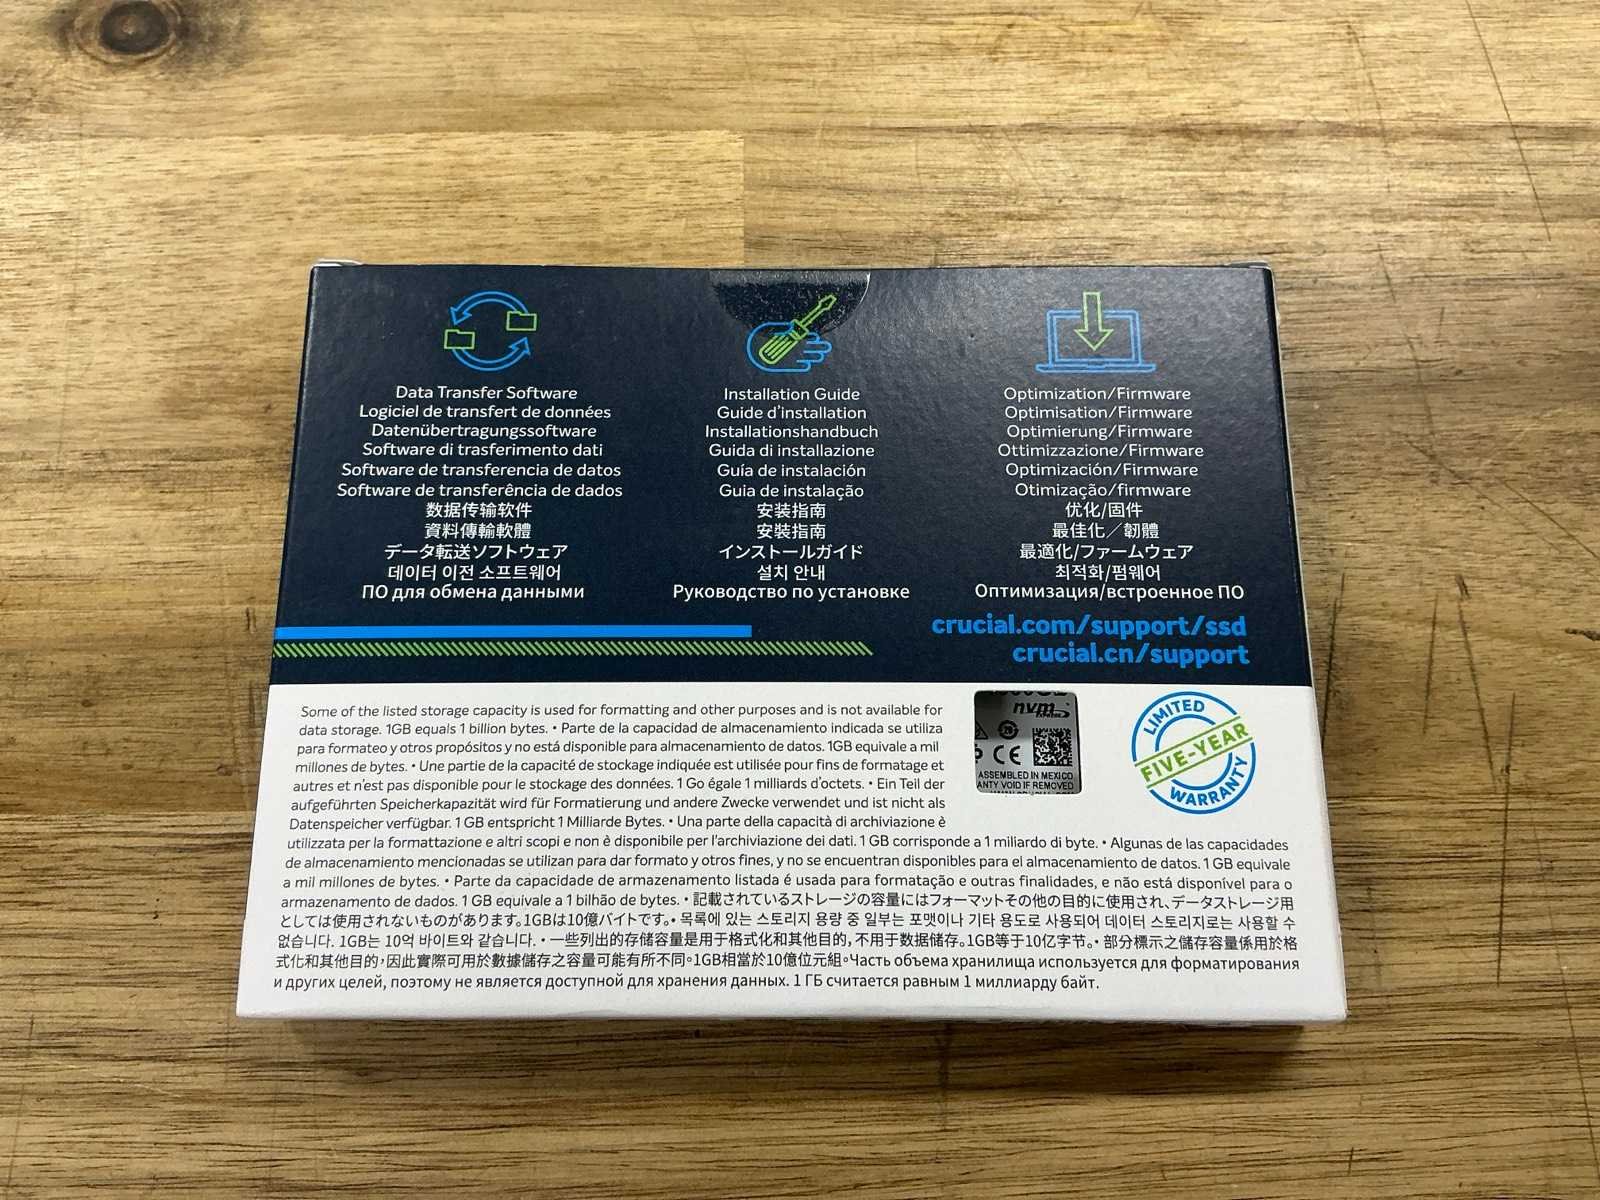 Data Transfer Software
Logiciel de transfert de données
Datenübertragungssoftware
Software di trasferimento dati
Software de transferencia de datos
Software de transferência de dados
数据传输软件
資料傳輸軟體
データ転送ソフトウェア
데이터 이전 소프트웨어
ПО для обмена данными
Installation Guide
Guide d'installation
Installationshandbuch
Guida di installazione
Guía de instalación
Guia de instalação
安装指南
安裝指南
インストールガイド
설치 안내
Руководство по установке
Optimization/Firmware
Optimisation/Firmware
Optimierung/Firmware
Ottimizzazione/Firmware
Optimización/Firmware
Otimização/firmware
优化/固件
最佳化／韌體
最適化/ファームウェア
최적화/펌웨어
Оптимизация/встроенное ПО
crucial.com/support/ssd
crucial.cn/support
Some of the listed storage capacity is used for formatting and other purposes and is not available for
data storage. 1GB equals 1 billion bytes. • Parte de la capacidad de almacenamiento indicada se utiliza
para formateo y otros propósitos y no está disponible para almacenamiento de datos. 1GB equivale a mil
millones de bytes. • Une partie de la capacité de stockage indiquée est utilisée pour fins de formatage et
autres et n'est pas disponible pour le stockage des données. 1 Go égale 1 milliards d'octets. • Ein Teil der
aufgeführten Speicherkapazität wird für Formatierung und andere Zwecke verwendet und ist nicht als
Datenspeicher verfügbar. 1 GB entspricht 1 Milliarde Bytes. • Una parte della capacità di archiviazione è
utilizzata per la formattazione e altri scopi e non è disponibile per l'archiviazione dei dati. 1 GB corrisponde a 1 miliardo di byte. • Algunas de las capacidades
de almacenamiento mencionadas se utilizan para dar formato y otros fines, y no se encuentran disponibles para el almacenamiento de datos. 1 GB equivale
a mil millones de bytes. • Parte da capacidade de armazenamento listada é usada para formatação e outras finalidades, e não está disponível para o
armazenamento de dados. 1 GB equivale a 1 bilhão de bytes. • 記載されているストレージの容量にはフォーマットその他の目的に使用され、データストレージ用
としては使用されないものがあります。1GBは10億バイトです。• 목록에 있는 스토리지 용량 중 일부는 포맷이나 기타 용도로 사용되어 데이터 스토리지로는 사용할 수
없습니다. 1GB는 10억 바이트와 같습니다. • 一些列出的存储容量是用于格式化和其他目的，不用于数据储存。1GB等于10亿字节。• 部分標示之儲存容量係用於格
式化和其他目的，因此實際可用於數據儲存之容量可能有所不同。1GB相當於10億位元組。Часть объема хранилища используется для форматирования
и других целей, поэтому не является доступной для хранения данных. 1 ГБ считается равным 1 миллиарду байт.
nvm
EXPRESS
CE
ASSEMBLED IN MEXICO
ANTY VOID IF REMOVED
LIMITED
FIVE-YEAR
WARRANTY